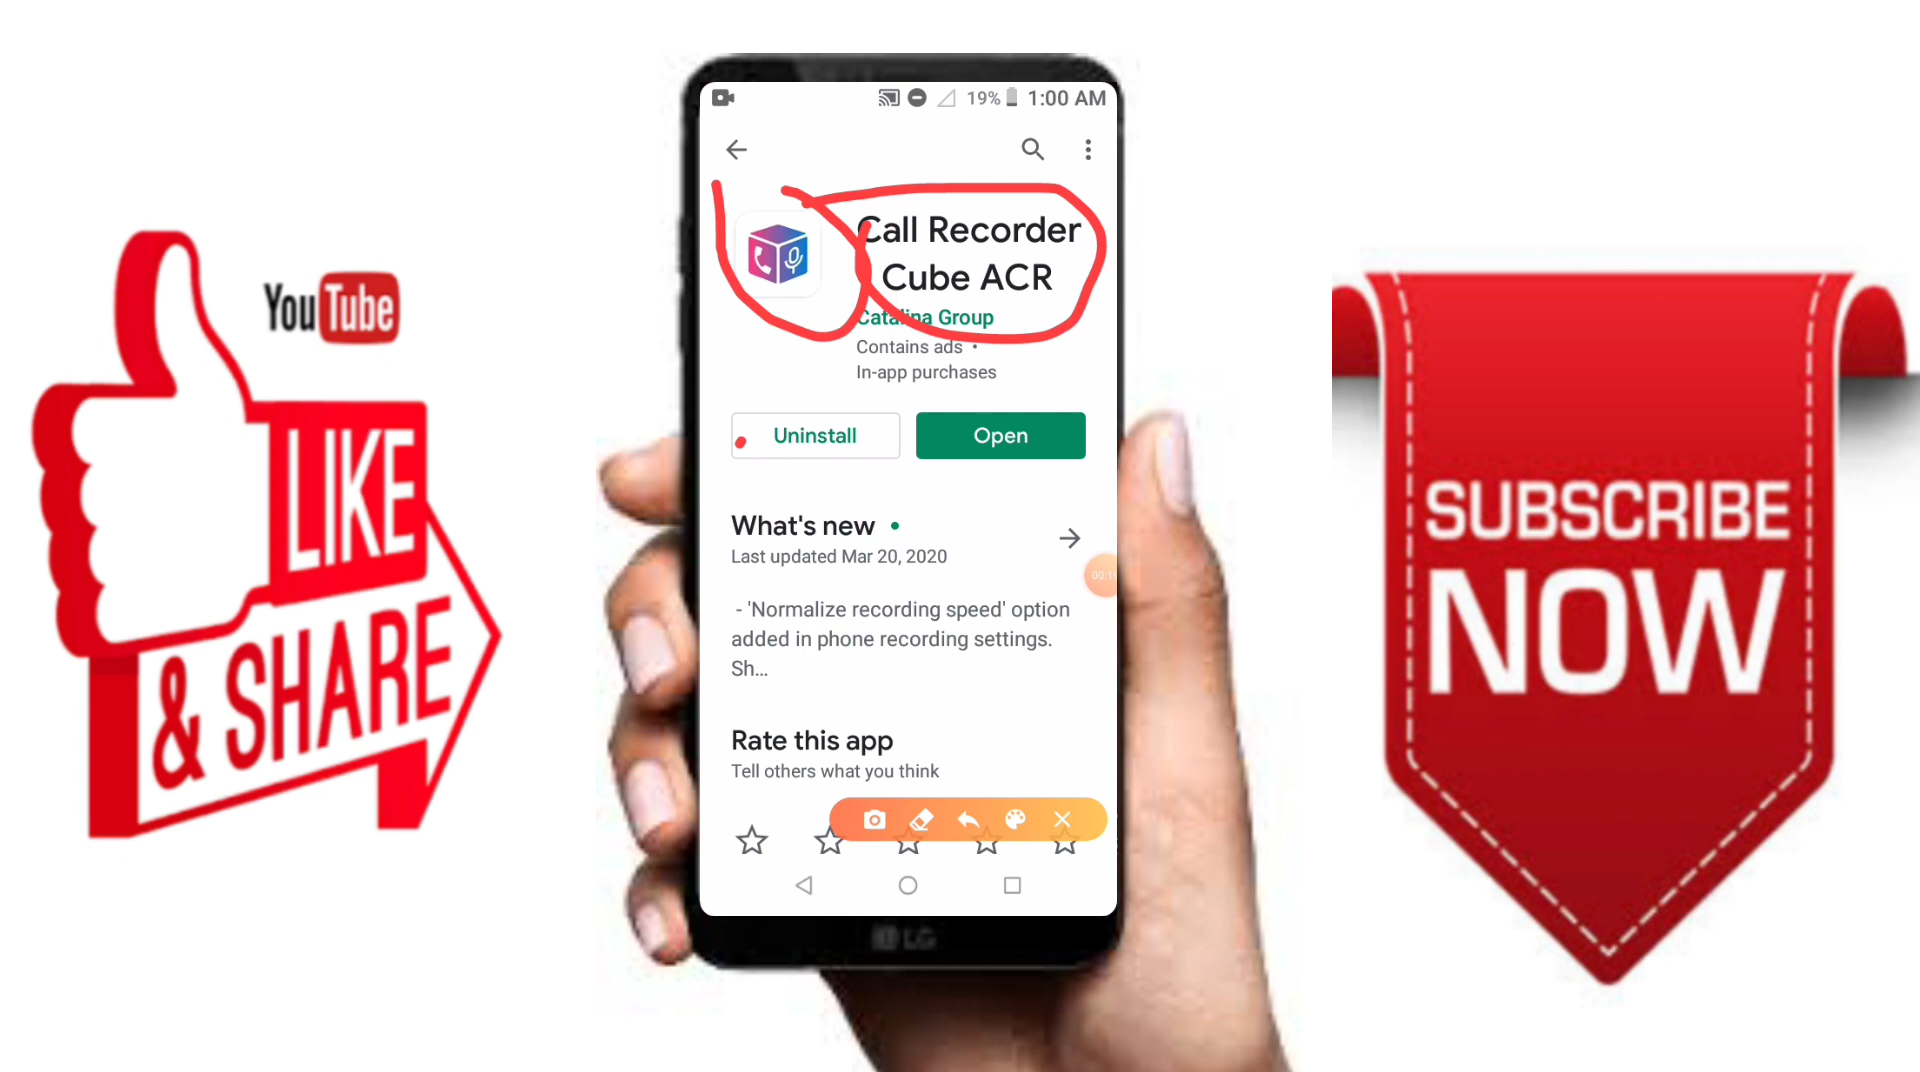 YouTube
LIKE
& SHARE
19% 1:00 AM
Call Recorder
Cube ACR
Catalina Group
Contains ads •
In-app purchases
Uninstall
Open
What's new •
Last updated Mar 20, 2020
- 'Normalize recording speed' option
added in phone recording settings.
Sh...
Rate this app
Tell others what you think
LG
SUBSCRIBE
NOW